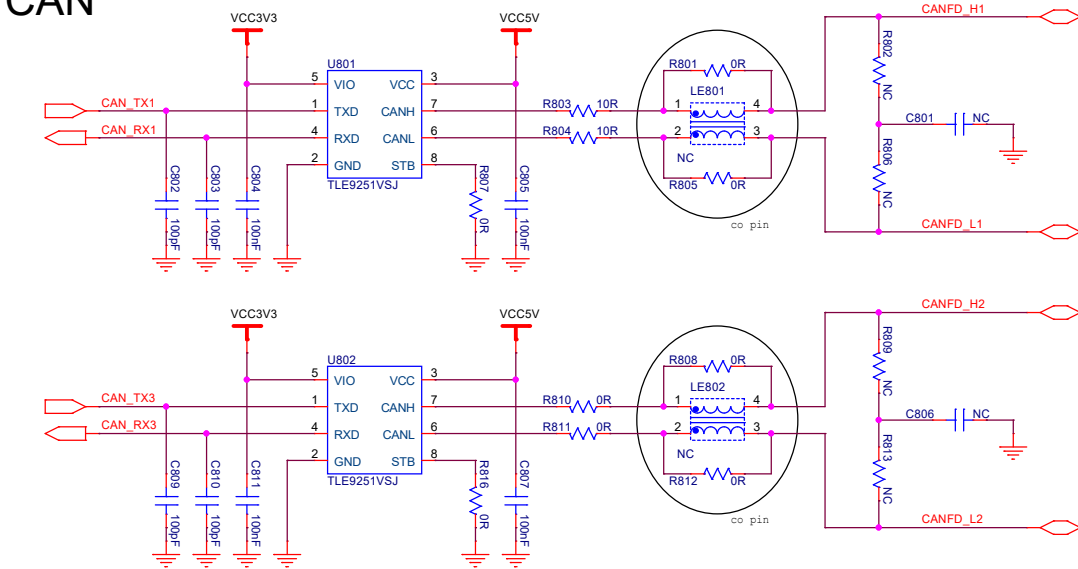 CAN
VCC3V3
VCC5V
CANFD_H1
U801
R801 0R
R802
NC
5 VIO VCC 3
LE801
CAN_TX1
1 TXD CANH 7
R803 10R
1 4
C801 NC
CAN_RX1
4 RXD CANL 6
R804 10R
2 3
NC
2 GND STB 8
R806
NC
TLE9251VSJ
R805 0R
C802
100pF
C803
100pF
C804
100nF
R807
0R
C805
100nF
co pin
CANFD_L1
VCC3V3
VCC5V
CANFD_H2
U802
R808 0R
R809
NC
5 VIO VCC 3
LE802
CAN_TX3
1 TXD CANH 7
R810 0R
1 4
C806 NC
CAN_RX3
4 RXD CANL 6
R811 0R
2 3
NC
2 GND STB 8
R813
NC
TLE9251VSJ
R812 0R
C809
100pF
C810
100pF
C811
100nF
R816
0R
C807
100nF
co pin
CANFD_L2